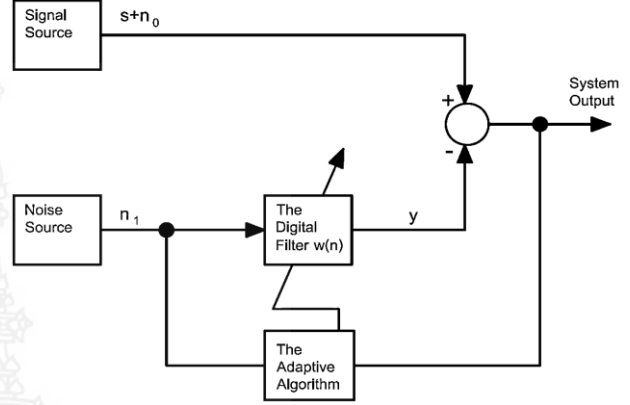 Signal
Source
s+n₀
System
Output
+
-
Noise
Source
n₁
The
Digital
Filter w(n)
y
The
Adaptive
Algorithm